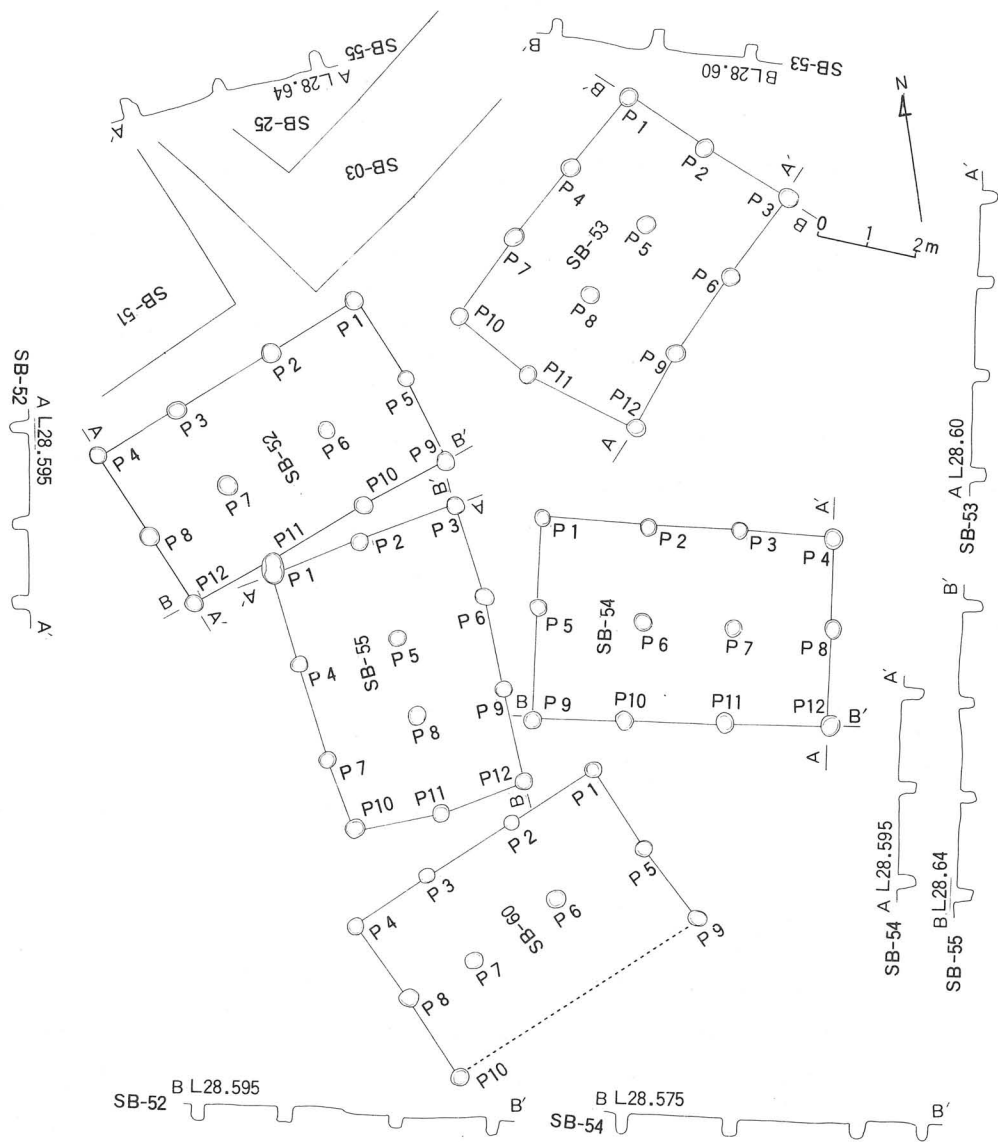 SB-55
A L28.64
A'
SB-25
SB-03
SB-51
B'
B L28.60
SB-53
N
0 1 2m
B'
P1
P2
A'
P3
B
P4
P5
SB-53
P6
P7
P8
P9
P10
P11
P12
A
A'
A L28.60
SB-53
SB-52
A L28.595
A'
P1
P2
P3
A
P4
P5
P6
SB-52
P7
P8
P9
B'
P10
P11
P12
B
A'
B'
A
P3
P2
P1
A'
P4
P5
SB-55
P6
P7
P8
P9
P10
P11
P12
B
A'
P1
P2
P3
P4
P5
SB-54
P6
P7
P8
B
P9
P10
P11
P12
B'
A
A'
A L28.595
SB-54
B'
B L28.64
SB-55
P1
P2
P3
P4
P5
P6
SB-60
P7
P8
P9
P10
SB-52
B L28.595
B'
SB-54
B L28.575
B'